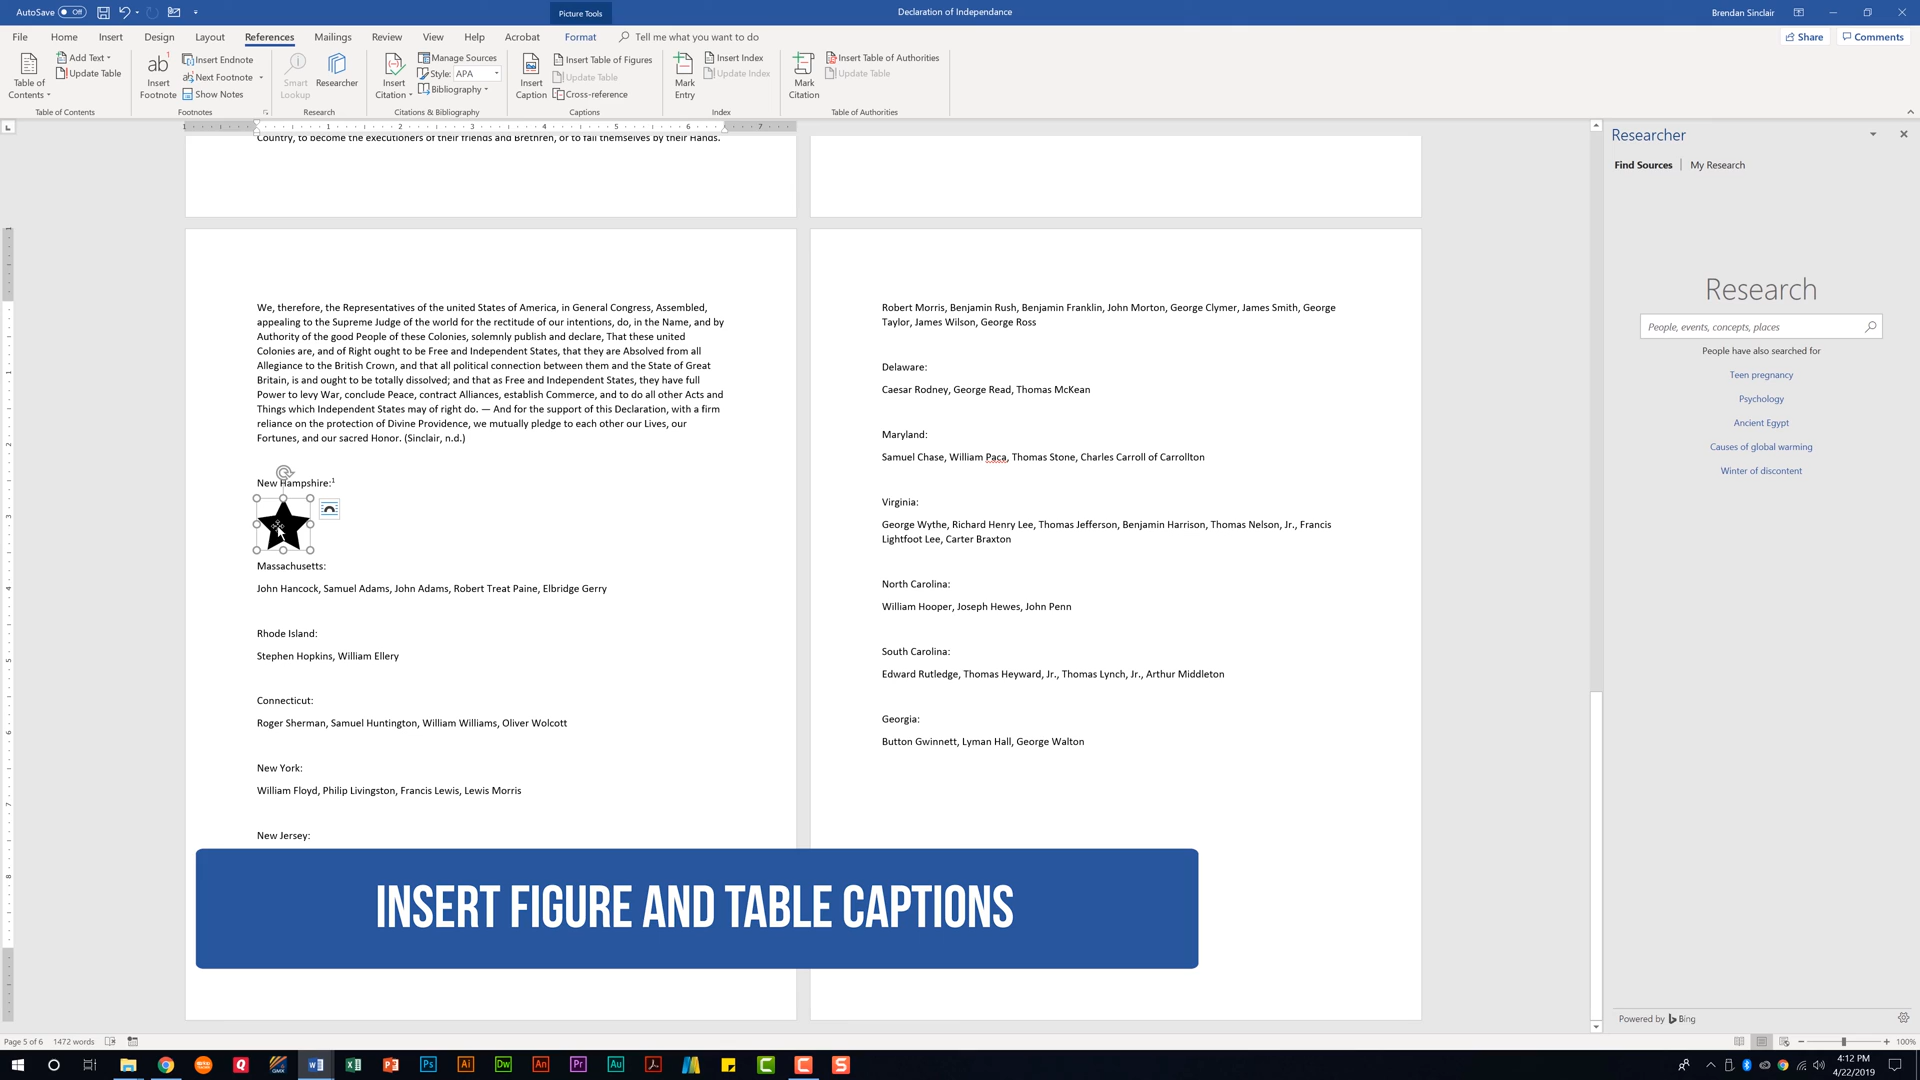 AutoSave Off
Picture Tools
Declaration of Independance
Brendan Sinclair
File Home Insert Design Layout References Mailings Review View Help Acrobat Format Tell me what you want to do
Share Comments
Table of Contents
Add Text
Update Table
Table of Contents
ab 1
Insert Footnote
Insert Endnote
Next Footnote
Show Notes
Footnotes
Smart Lookup
Researcher
Research
Insert Citation
Manage Sources
Style: APA
Bibliography
Citations & Bibliography
Insert Caption
Insert Table of Figures
Update Table
Cross-reference
Captions
Mark Entry
Insert Index
Update Index
Index
Mark Citation
Insert Table of Authorities
Update Table
Table of Authorities
Country, to become the executioners of their friends and Brethren, or to fall themselves by their Hands.
We, therefore, the Representatives of the united States of America, in General Congress, Assembled,
appealing to the Supreme Judge of the world for the rectitude of our intentions, do, in the Name, and by
Authority of the good People of these Colonies, solemnly publish and declare, That these united
Colonies are, and of Right ought to be Free and Independent States, that they are Absolved from all
Allegiance to the British Crown, and that all political connection between them and the State of Great
Britain, is and ought to be totally dissolved; and that as Free and Independent States, they have full
Power to levy War, conclude Peace, contract Alliances, establish Commerce, and to do all other Acts and
Things which Independent States may of right do. — And for the support of this Declaration, with a firm
reliance on the protection of Divine Providence, we mutually pledge to each other our Lives, our
Fortunes, and our sacred Honor. (Sinclair, n.d.)
New Hampshire:1
Massachusetts:
John Hancock, Samuel Adams, John Adams, Robert Treat Paine, Elbridge Gerry
Rhode Island:
Stephen Hopkins, William Ellery
Connecticut:
Roger Sherman, Samuel Huntington, William Williams, Oliver Wolcott
New York:
William Floyd, Philip Livingston, Francis Lewis, Lewis Morris
New Jersey:
Robert Morris, Benjamin Rush, Benjamin Franklin, John Morton, George Clymer, James Smith, George
Taylor, James Wilson, George Ross
Delaware:
Caesar Rodney, George Read, Thomas McKean
Maryland:
Samuel Chase, William Paca, Thomas Stone, Charles Carroll of Carrollton
Virginia:
George Wythe, Richard Henry Lee, Thomas Jefferson, Benjamin Harrison, Thomas Nelson, Jr., Francis
Lightfoot Lee, Carter Braxton
North Carolina:
William Hooper, Joseph Hewes, John Penn
South Carolina:
Edward Rutledge, Thomas Heyward, Jr., Thomas Lynch, Jr., Arthur Middleton
Georgia:
Button Gwinnett, Lyman Hall, George Walton
INSERT FIGURE AND TABLE CAPTIONS
Researcher
Find Sources | My Research
Research
People, events, concepts, places
People have also searched for
Teen pregnancy
Psychology
Ancient Egypt
Causes of global warming
Winter of discontent
Powered by Bing
Page 5 of 6 1472 words
100%
4:12 PM
4/22/2019